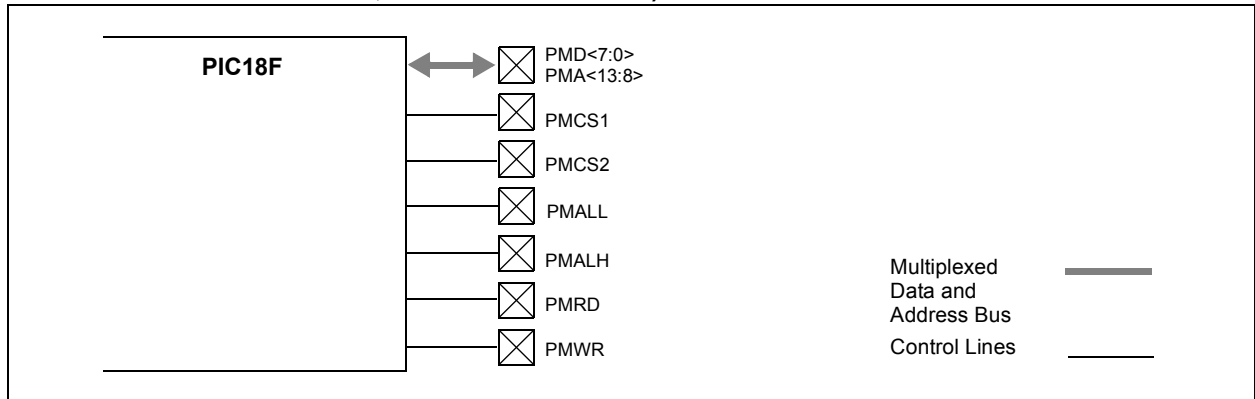 PIC18F
PMD<7:0>
PMA<13:8>
PMCS1
PMCS2
PMALL
PMALH
PMRD
PMWR
Multiplexed
Data and
Address Bus
Control Lines